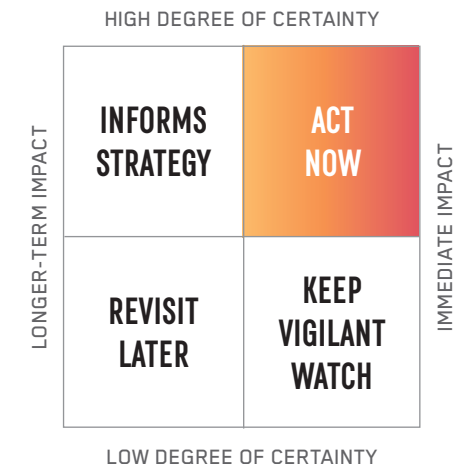 HIGH DEGREE OF CERTAINTY
LONGER-TERM IMPACT
INFORMS
STRATEGY
ACT
NOW
IMMEDIATE IMPACT
REVISIT
LATER
KEEP
VIGILANT
WATCH
LOW DEGREE OF CERTAINTY